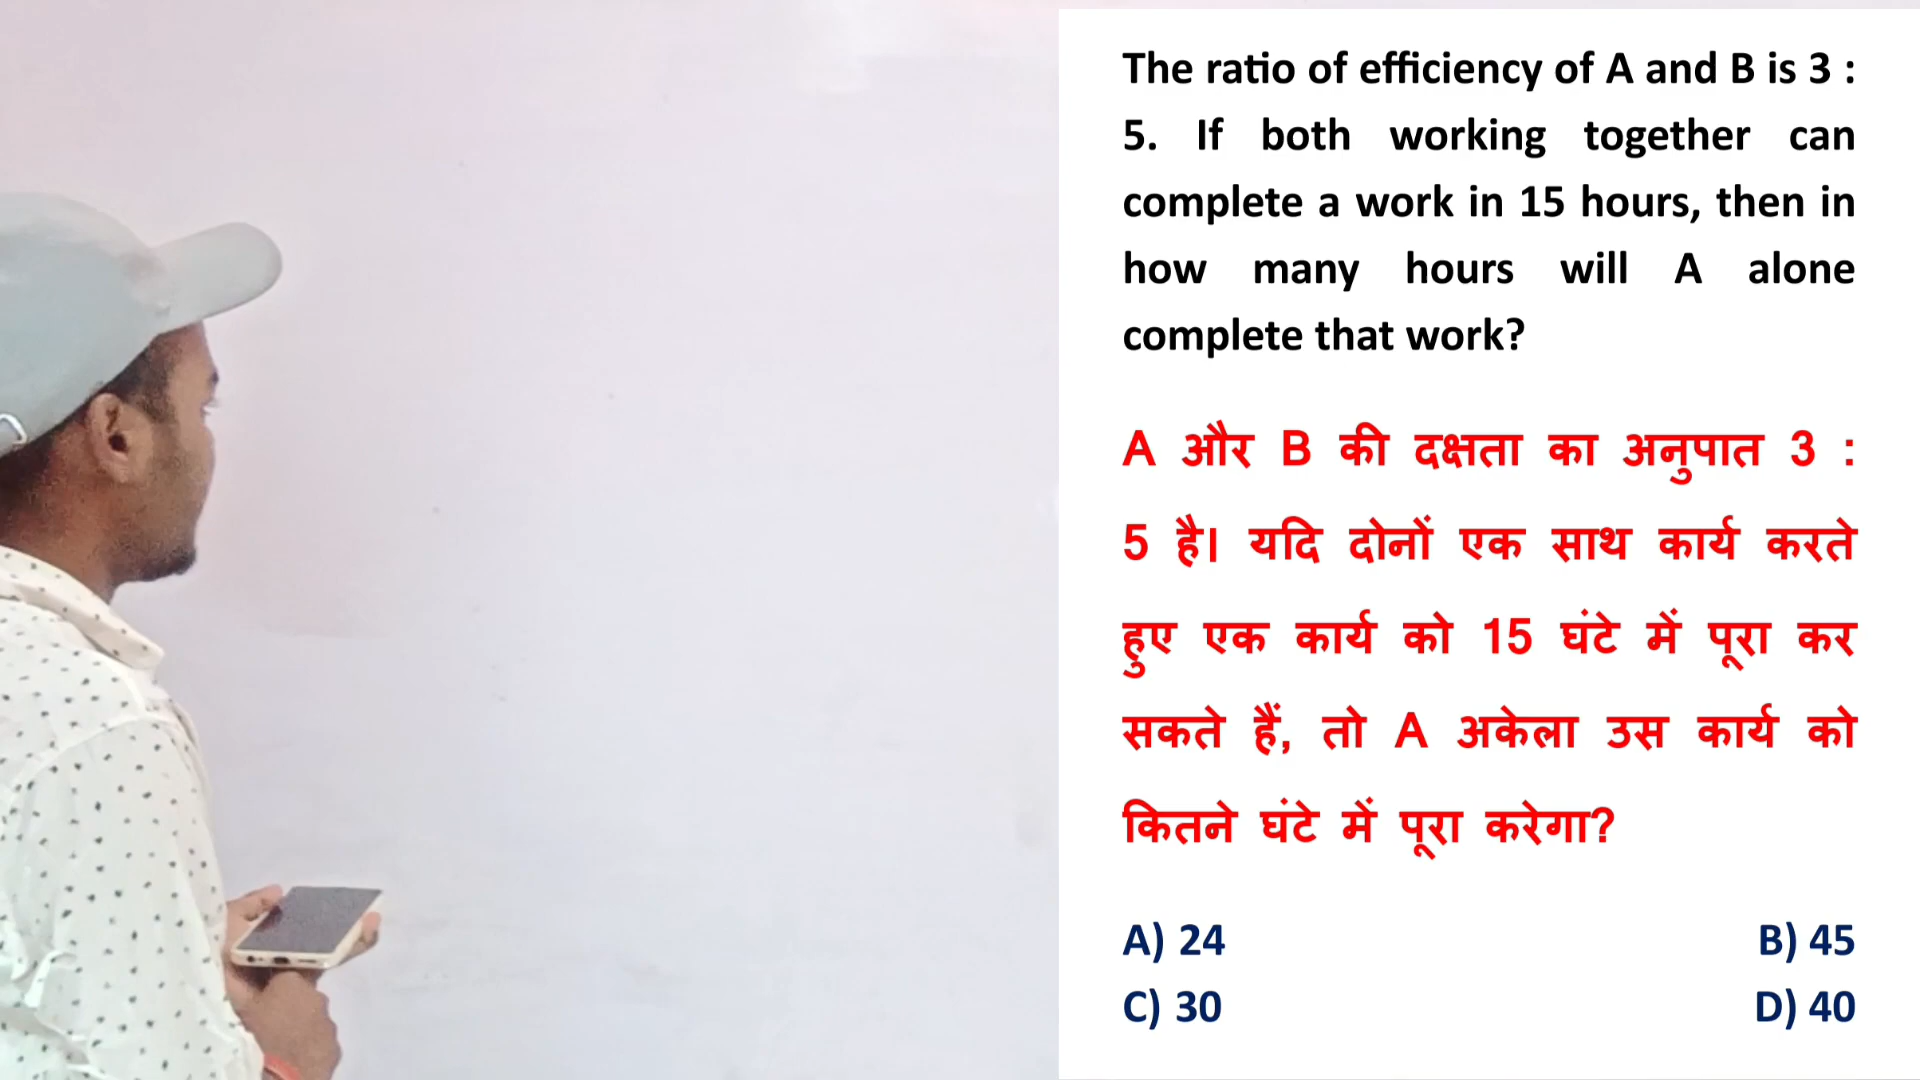 The ratio of efficiency of A and B is 3 :
5. If both working together can
complete a work in 15 hours, then in
how many hours will A alone
complete that work?
A और B की दक्षता का अनुपात 3 :
5 है। यदि दोनों एक साथ कार्य करते
हुए एक कार्य को 15 घंटे में पूरा कर
सकते हैं, तो A अकेला उस कार्य को
कितने घंटे में पूरा करेगा?
A) 24 B) 45
C) 30 D) 40